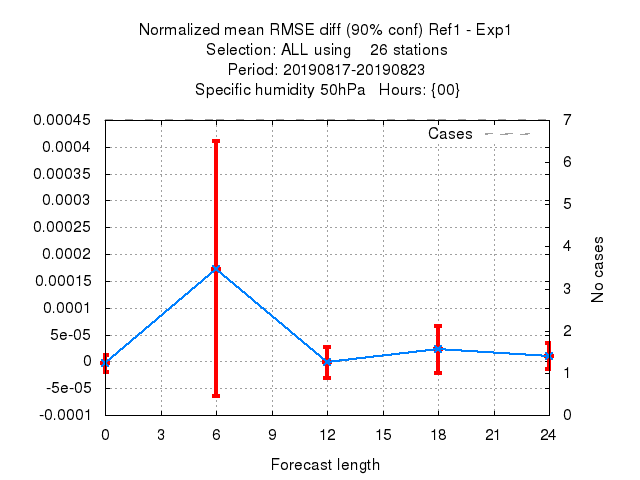 Normalized mean RMSE diff (90% conf) Ref1 - Exp1
Selection: ALL using    26 stations
Period: 20190817-20190823
Specific humidity 50hPa   Hours: {00}
Cases
0.00045
0.0004
0.00035
0.0003
0.00025
0.0002
0.00015
0.0001
5e-05
0
-5e-05
-0.0001
7
6
5
4
3
2
1
0
No cases
0 3 6 9 12 15 18 21 24
Forecast length